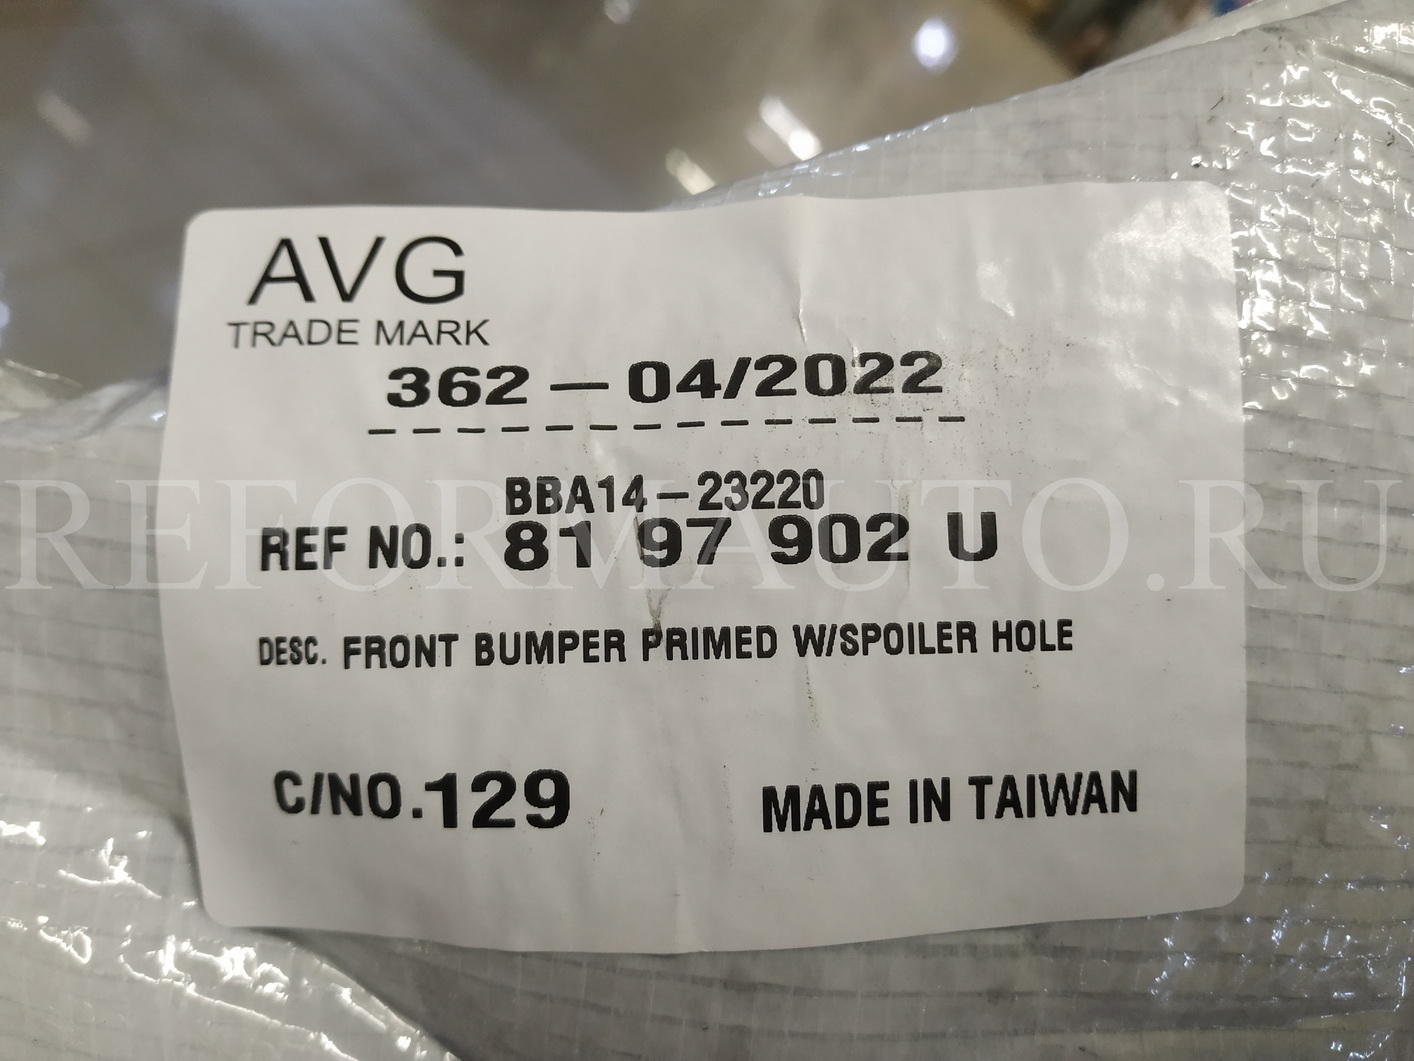 AVG
TRADE MARK
362 – 04/2022
BBA14–23220
REF NO.: 81 97 902 U
REFORMAUTO.RU
DESC. FRONT BUMPER PRIMED W/SPOILER HOLE
C/NO.129 MADE IN TAIWAN